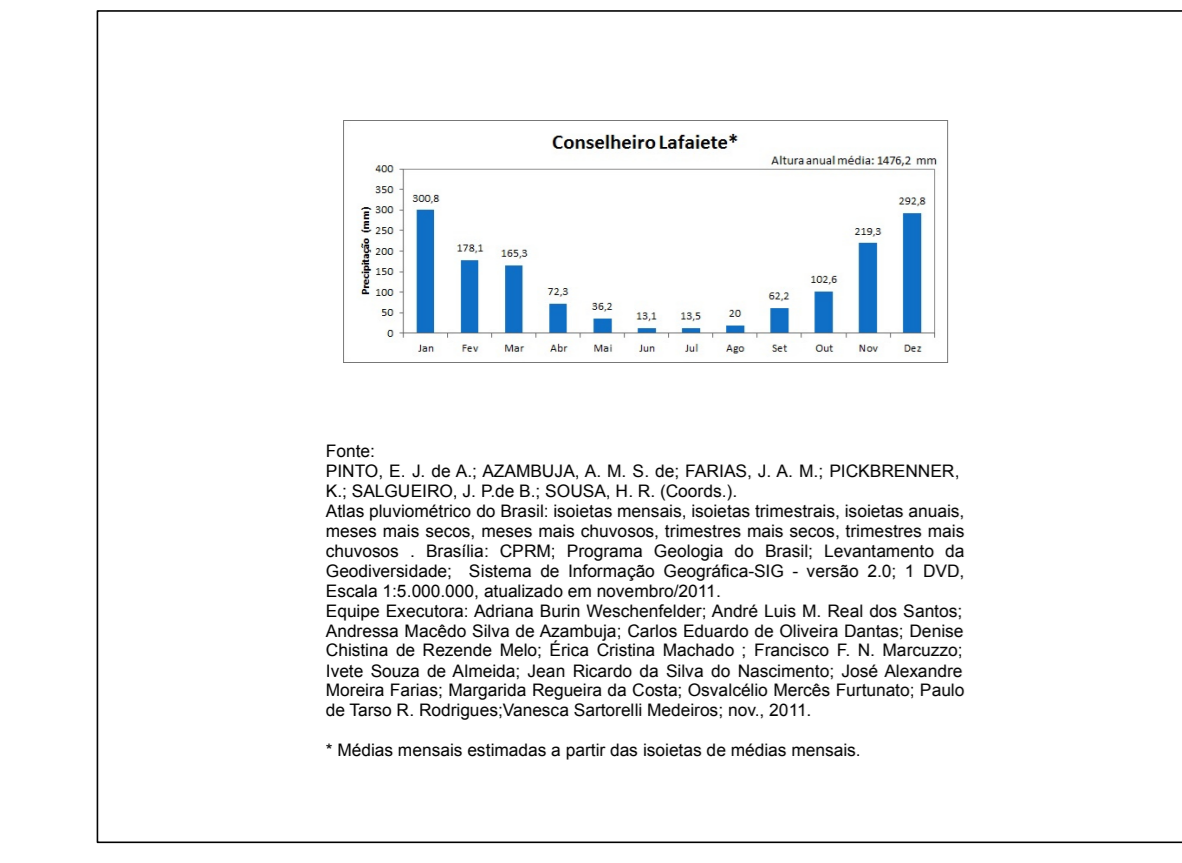 Conselheiro Lafaiete*
Altura anual média: 1476,2 mm
Precipitação (mm)
400
350
300
250
200
150
100
50
0
300,8
178,1
165,3
72,3
36,2
13,1
13,5
20
62,2
102,6
219,3
292,8
Jan Fev Mar Abr Mai Jun Jul Ago Set Out Nov Dez
Fonte:
PINTO, E. J. de A.; AZAMBUJA, A. M. S. de; FARIAS, J. A. M.; PICKBRENNER,
K.; SALGUEIRO, J. P.de B.; SOUSA, H. R. (Coords.).
Atlas pluviométrico do Brasil: isoietas mensais, isoietas trimestrais, isoietas anuais,
meses mais secos, meses mais chuvosos, trimestres mais secos, trimestres mais
chuvosos . Brasília: CPRM; Programa Geologia do Brasil; Levantamento da
Geodiversidade; Sistema de Informação Geográfica-SIG - versão 2.0; 1 DVD,
Escala 1:5.000.000, atualizado em novembro/2011.
Equipe Executora: Adriana Burin Weschenfelder; André Luis M. Real dos Santos;
Andressa Macêdo Silva de Azambuja; Carlos Eduardo de Oliveira Dantas; Denise
Chistina de Rezende Melo; Érica Cristina Machado ; Francisco F. N. Marcuzzo;
Ivete Souza de Almeida; Jean Ricardo da Silva do Nascimento; José Alexandre
Moreira Farias; Margarida Regueira da Costa; Osvalcélio Mercês Furtunato; Paulo
de Tarso R. Rodrigues;Vanesca Sartorelli Medeiros; nov., 2011.
* Médias mensais estimadas a partir das isoietas de médias mensais.